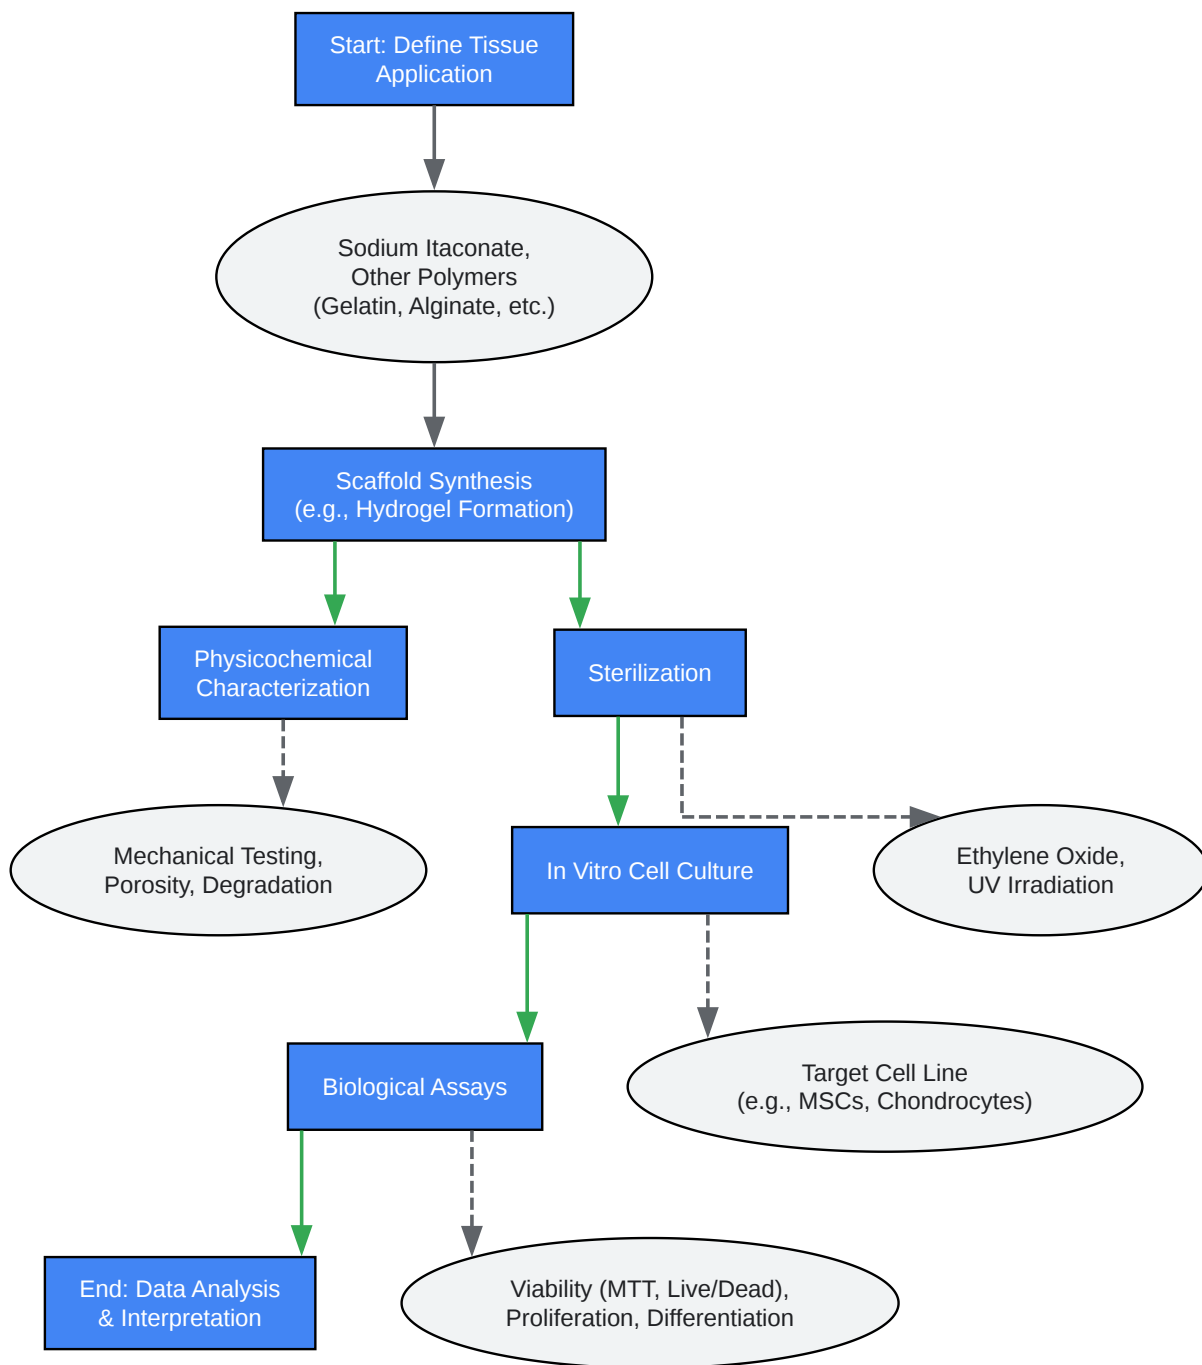 Start: Define Tissue
Application
Sodium Itaconate,
Other Polymers
(Gelatin, Alginate, etc.)
Scaffold Synthesis
(e.g., Hydrogel Formation)
Physicochemical
Characterization
Sterilization
Mechanical Testing,
Porosity, Degradation
In Vitro Cell Culture
Ethylene Oxide,
UV Irradiation
Biological Assays
Target Cell Line
(e.g., MSCs, Chondrocytes)
End: Data Analysis
& Interpretation
Viability (MTT, Live/Dead),
Proliferation, Differentiation